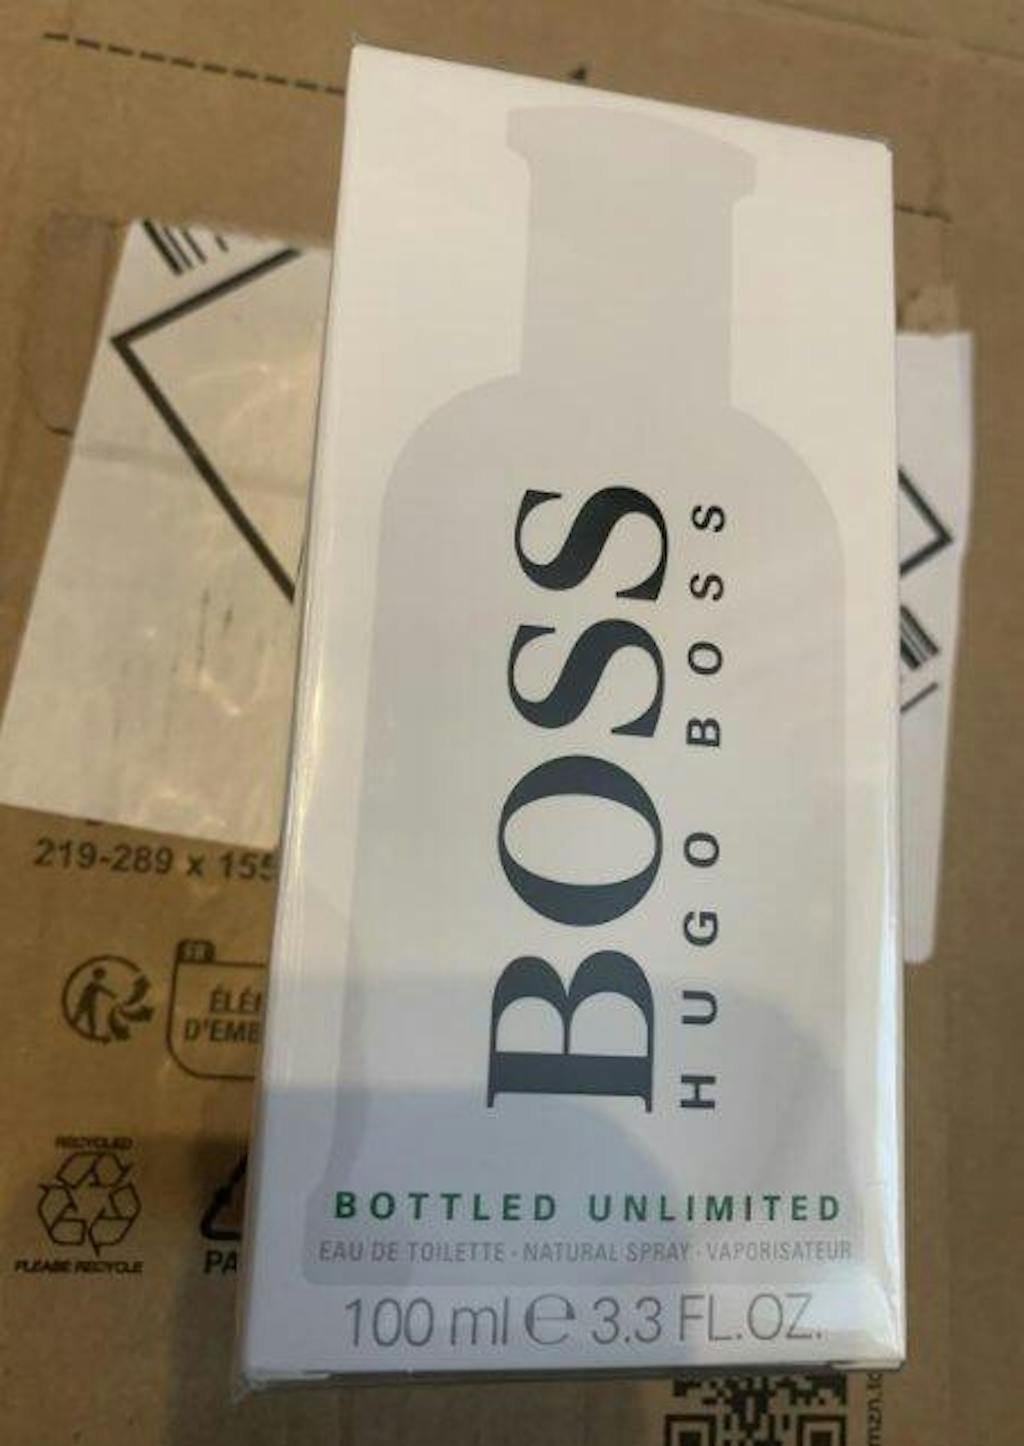 BOSS
HUGO BOSS
BOTTLED UNLIMITED
EAU DE TOILETTE · NATURAL SPRAY · VAPORISATEUR
100 ml e 3.3 FL.OZ.
219-289 x 155
RECYCLED
PLEASE RECYCLE